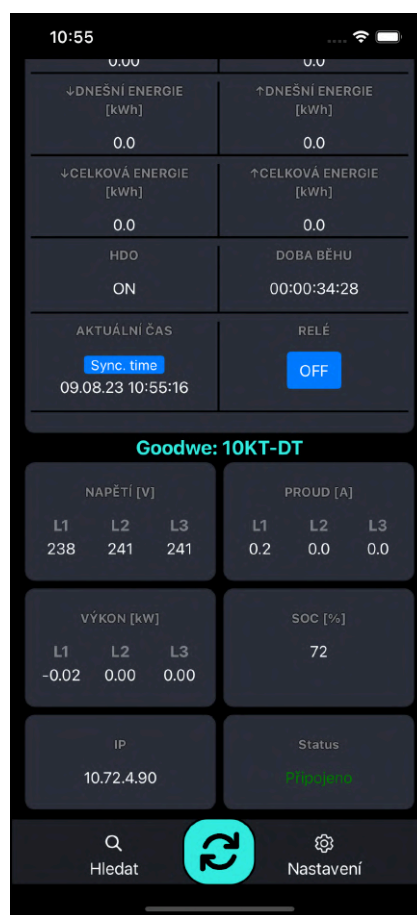 10:55
0.00 0.0
↓DNEŠNÍ ENERGIE ↑DNEŠNÍ ENERGIE
[kWh] [kWh]
0.0 0.0
↓CELKOVÁ ENERGIE ↑CELKOVÁ ENERGIE
[kWh] [kWh]
0.0 0.0
HDO DOBA BĚHU
ON 00:00:34:28
AKTUÁLNÍ ČAS RELÉ
Sync. time OFF
09.08.23 10:55:16
Goodwe: 10KT-DT
NAPĚTÍ [V] PROUD [A]
L1 L2 L3 L1 L2 L3
238 241 241 0.2 0.0 0.0
VÝKON [kW] SOC [%]
L1 L2 L3 72
-0.02 0.00 0.00
IP Status
10.72.4.90 Připojeno
Hledat Nastavení